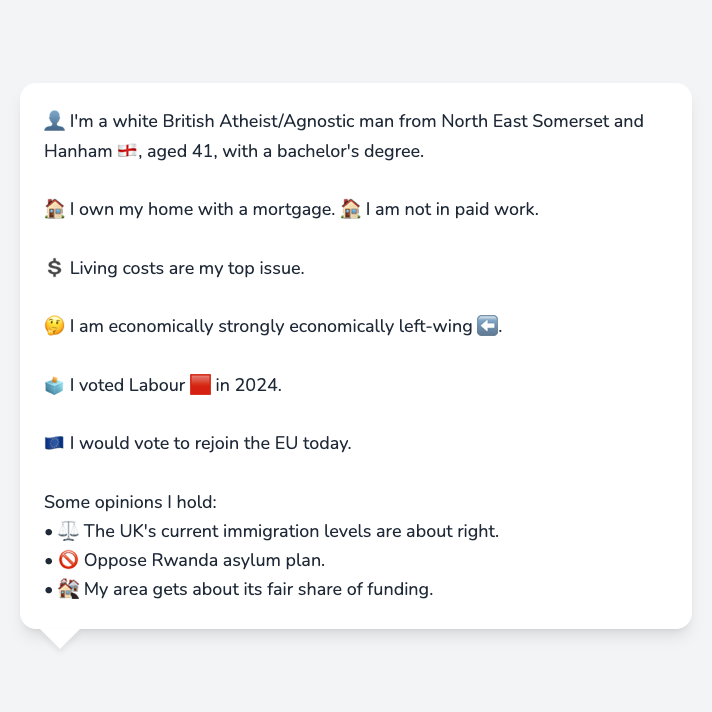 👤 I'm a white British Atheist/Agnostic man from North East Somerset and
Hanham 🏴󠁧󠁢󠁥󠁮󠁧󠁿, aged 41, with a bachelor's degree.
🏠 I own my home with a mortgage. 🏠 I am not in paid work.
💲 Living costs are my top issue.
🤔 I am economically strongly economically left-wing ⬅️.
🗳️ I voted Labour 🟥 in 2024.
🇪🇺 I would vote to rejoin the EU today.
Some opinions I hold:
• ⚖️ The UK's current immigration levels are about right.
• 🚫 Oppose Rwanda asylum plan.
• 🏘️ My area gets about its fair share of funding.